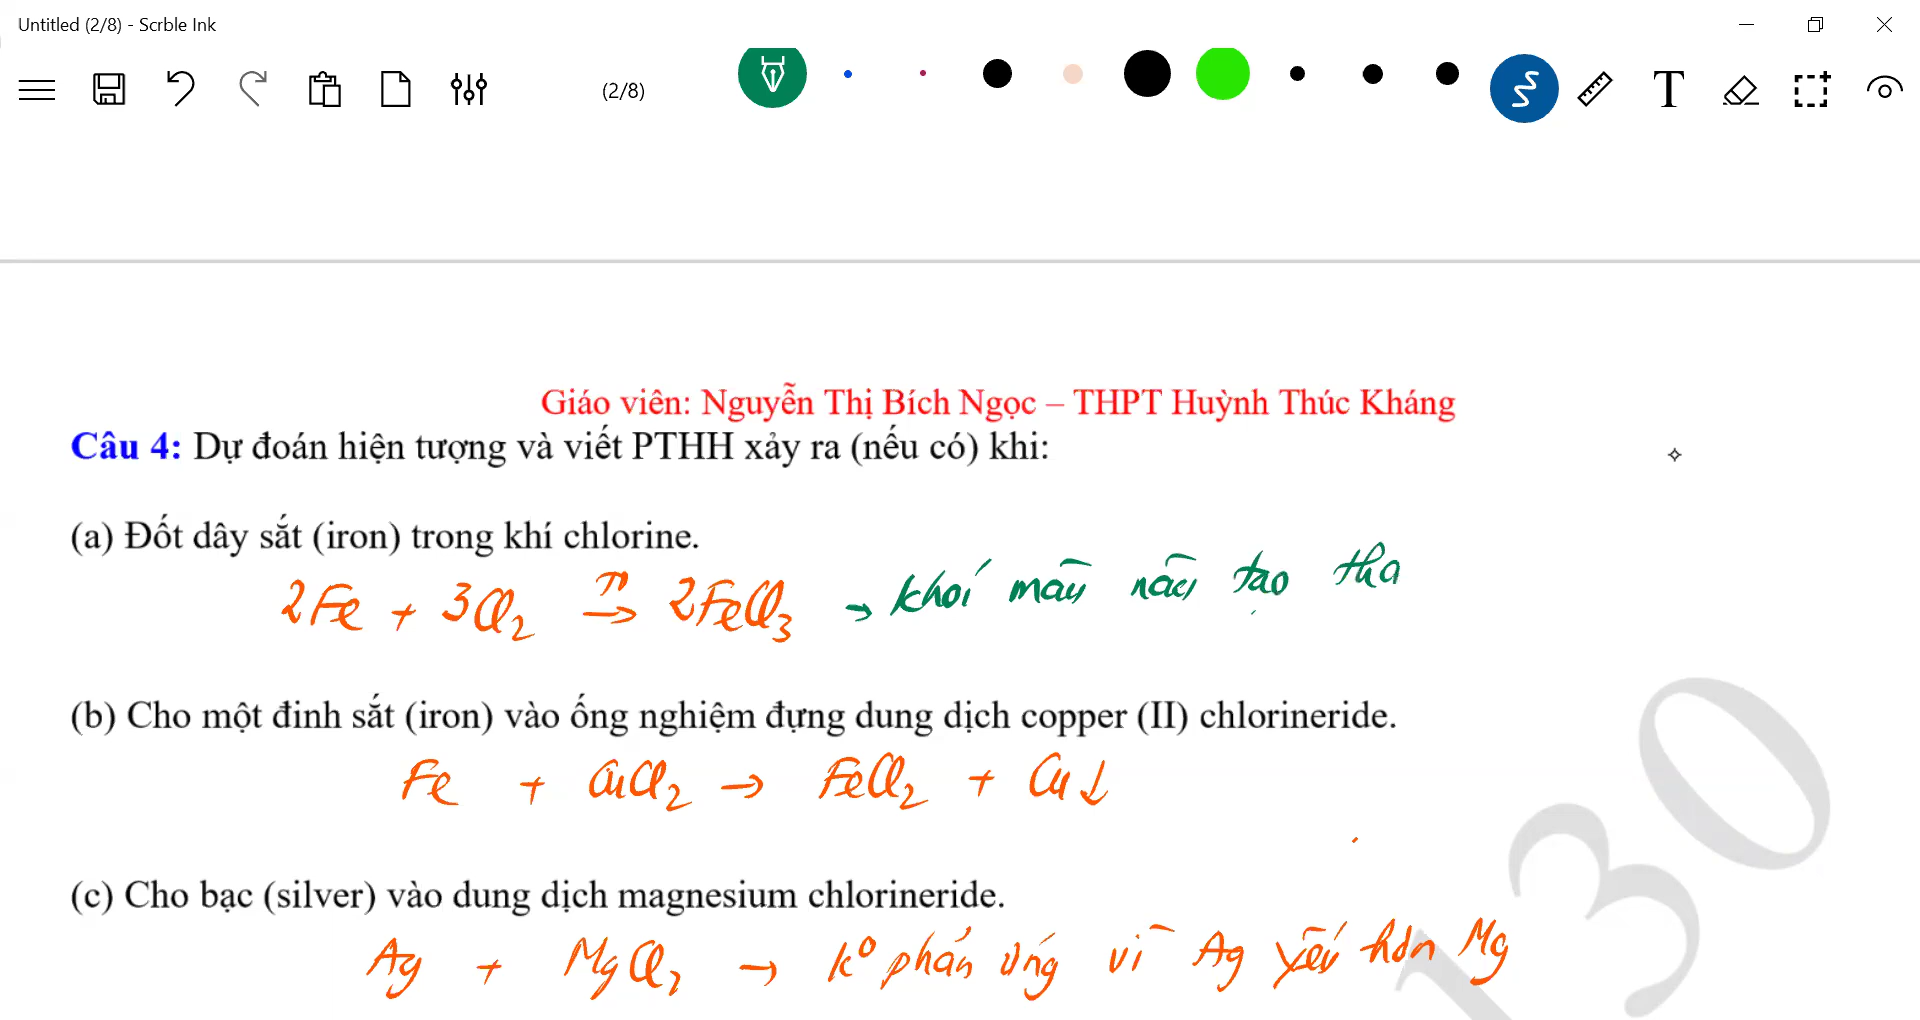 Untitled (2/8) - Scrble Ink
(2/8)
T
Giáo viên: Nguyễn Thị Bích Ngọc – THPT Huỳnh Thúc Kháng
Câu 4: Dự đoán hiện tượng và viết PTHH xảy ra (nếu có) khi:
(a) Đốt dây sắt (iron) trong khí chlorine.
2Fe + 3Cl₂ → 2FeCl₃ → khói màu nâu tạo tha
(b) Cho một đinh sắt (iron) vào ống nghiệm đựng dung dịch copper (II) chlorineride.
Fe + CuCl₂ → FeCl₂ + Cu↓
(c) Cho bạc (silver) vào dung dịch magnesium chlorineride.
Ag + MgCl₂ → k⁰ phản ứng vì Ag yếu hơn Mg
130